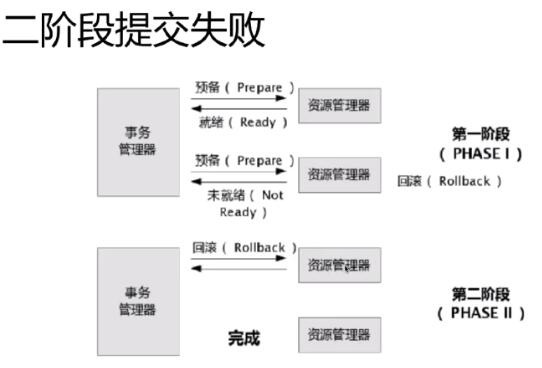 二阶段提交失败
预备（ Prepare ）
资源管理器
就绪（ Ready ）
事务
管理器
第一阶段
（ PHASE I ）
预备（ Prepare ）
资源管理器
回滚（ Rollback ）
未就绪（ Not
Ready ）
回滚（ Rollback ）
资源管理器
事务
管理器
第二阶段
（ PHASE II ）
完成
资源管理器